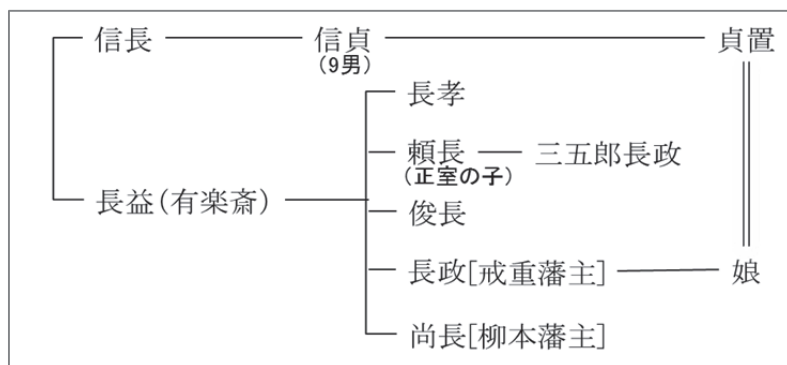 信長 信貞 貞置
(9男)
長孝
頼長 三五郎長政
(正室の子)
長益(有楽斎)
俊長
長政[戒重藩主] 娘
尚長[柳本藩主]